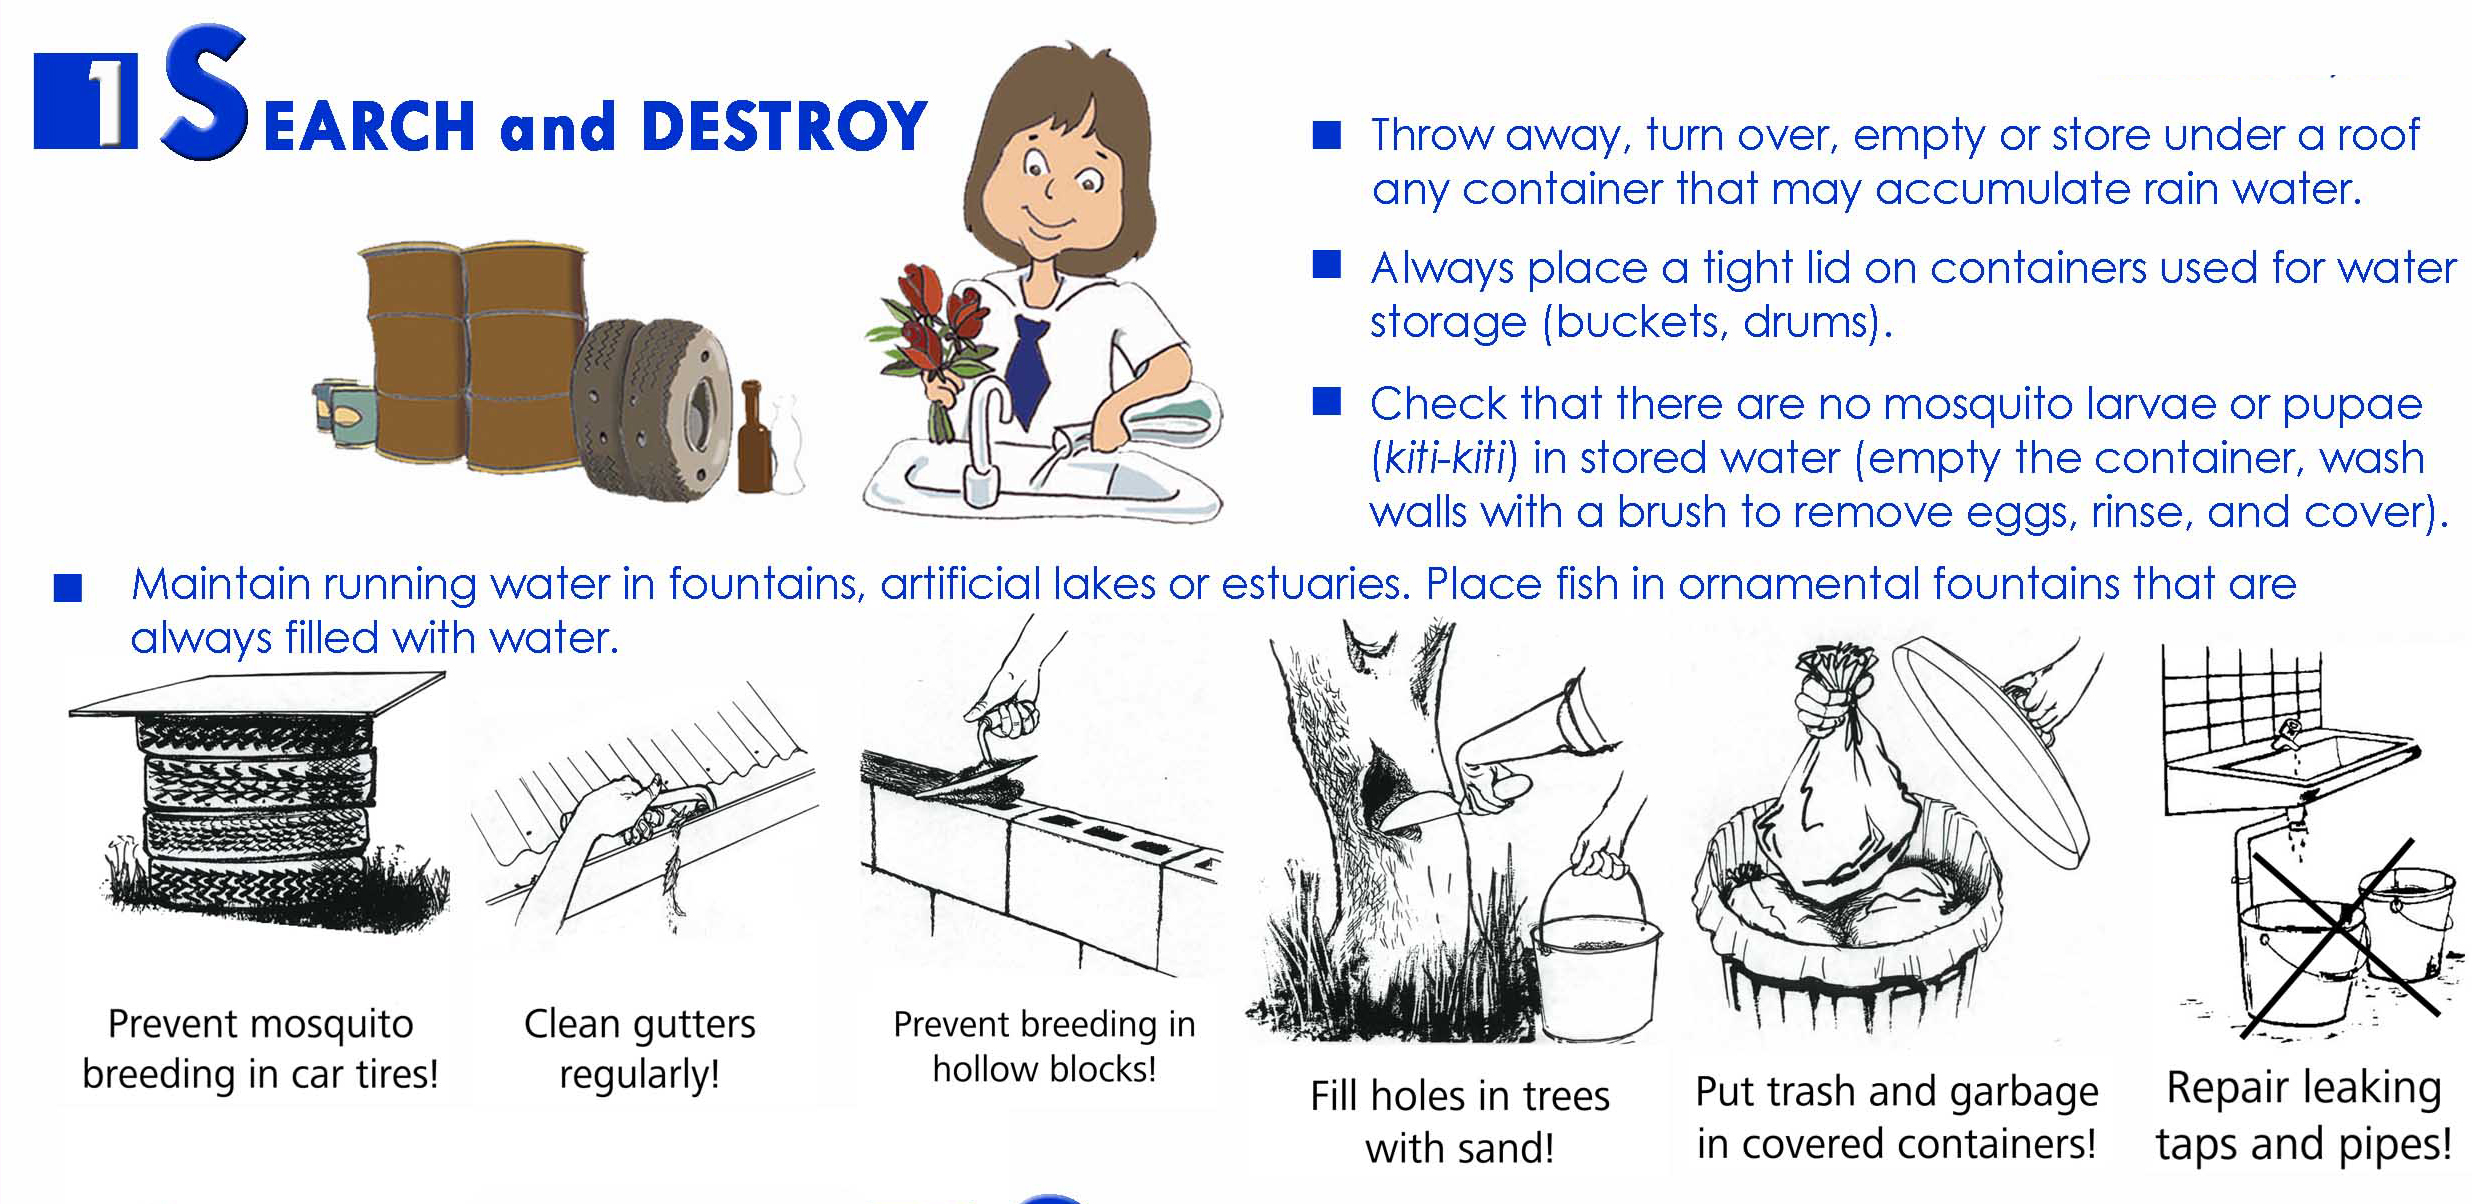 1 SEARCH and DESTROY
Throw away, turn over, empty or store under a roof
any container that may accumulate rain water.
Always place a tight lid on containers used for water
storage (buckets, drums).
Check that there are no mosquito larvae or pupae
(kiti-kiti) in stored water (empty the container, wash
walls with a brush to remove eggs, rinse, and cover).
Maintain running water in fountains, artificial lakes or estuaries. Place fish in ornamental fountains that are
always filled with water.
Prevent mosquito
breeding in car tires!
Clean gutters
regularly!
Prevent breeding in
hollow blocks!
Fill holes in trees
with sand!
Put trash and garbage
in covered containers!
Repair leaking
taps and pipes!